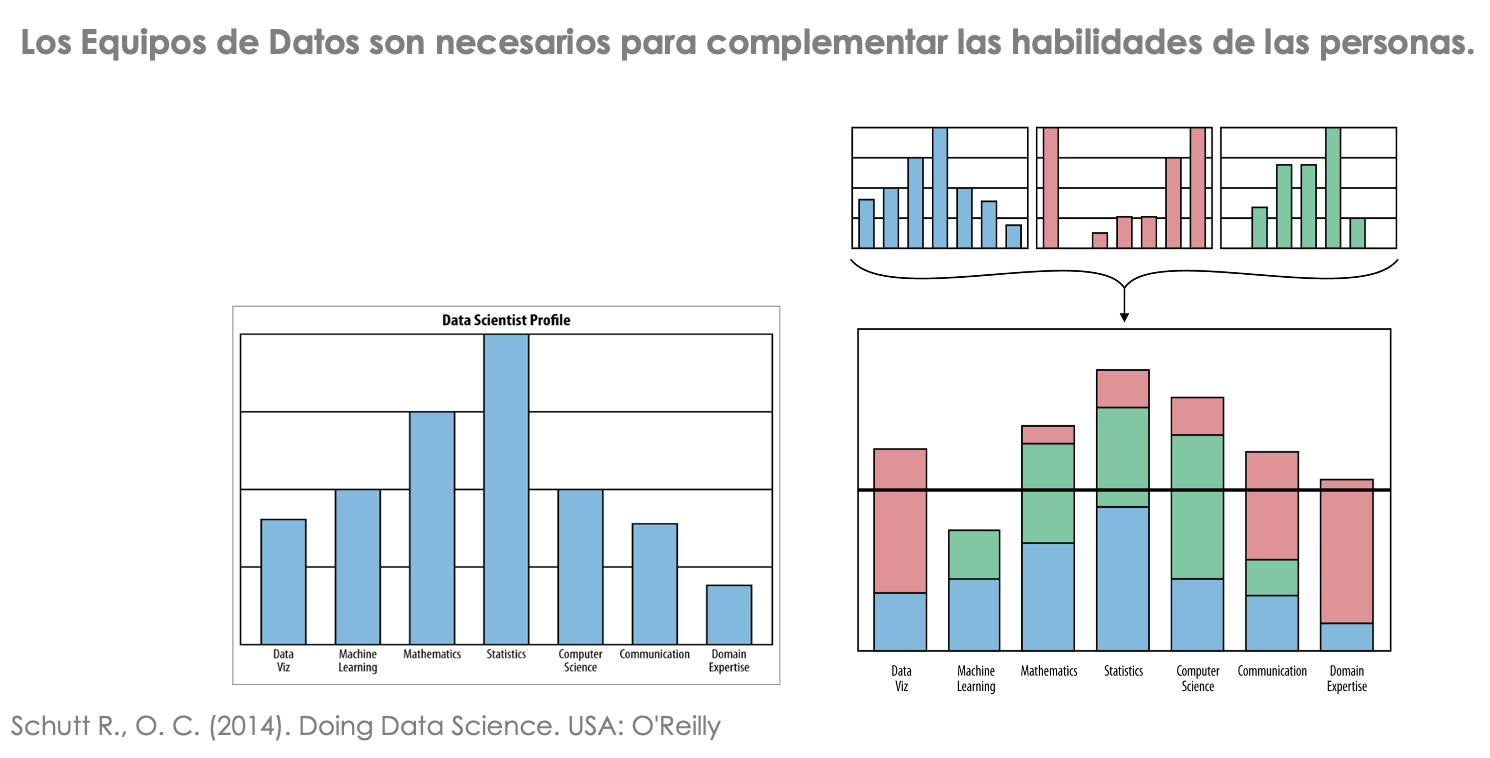 Los Equipos de Datos son necesarios para complementar las habilidades de las personas.
Data Scientist Profile
Data
Viz
Machine
Learning
Mathematics
Statistics
Computer
Science
Communication
Domain
Expertise
Data
Viz
Machine
Learning
Mathematics
Statistics
Computer
Science
Communication
Domain
Expertise
Schutt R., O. C. (2014). Doing Data Science. USA: O'Reilly